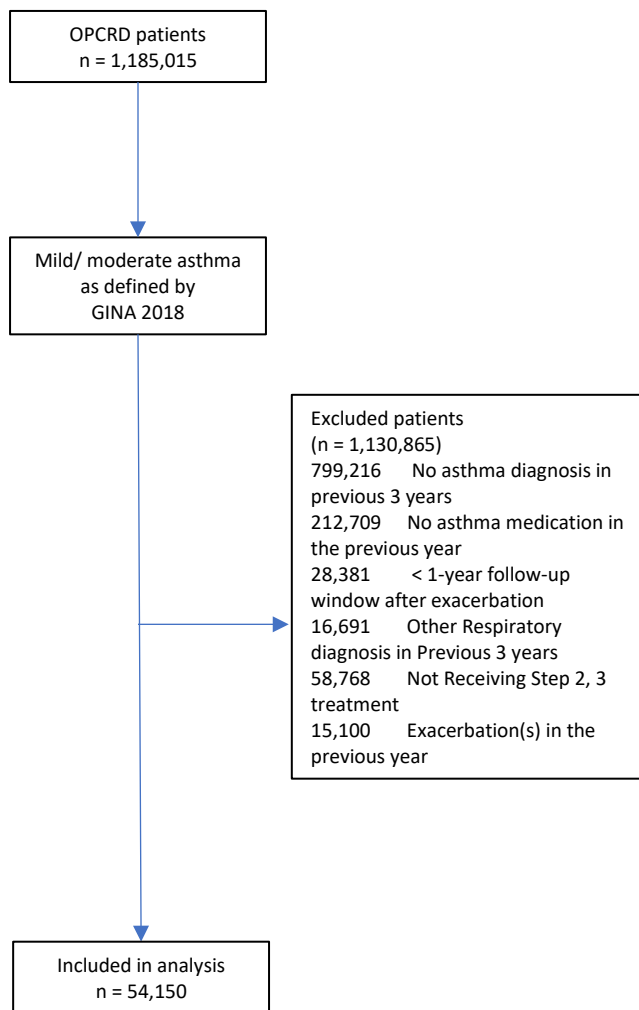 OPCRD patients
n = 1,185,015
Mild/ moderate asthma
as defined by
GINA 2018
Excluded patients
(n = 1,130,865)
799,216 No asthma diagnosis in
previous 3 years
212,709 No asthma medication in
the previous year
28,381 < 1-year follow-up
window after exacerbation
16,691 Other Respiratory
diagnosis in Previous 3 years
58,768 Not Receiving Step 2, 3
treatment
15,100 Exacerbation(s) in the
previous year
Included in analysis
n = 54,150